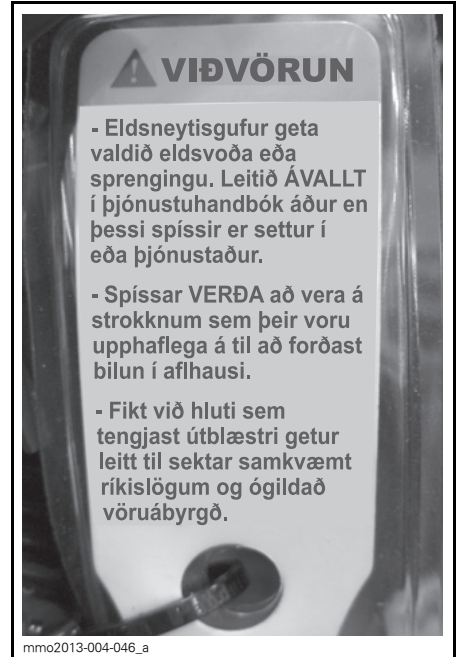 VIÐVÖRUN
- Eldsneytisgufur geta
valdið eldsvoða eða
sprengingu. Leitið ÁVALLT
í þjónustuhandbók áður en
þessi spíssir er settur í
eða þjónustaður.
- Spíssar VERÐA að vera á
strokknum sem þeir voru
upphaflega á til að forðast
bilun í aflhausi.
- Fikt við hluti sem
tengjast útblæstri getur
leitt til sektar samkvæmt
ríkislögum og ógildað
vöruábyrgð.
mmo2013-004-046_a